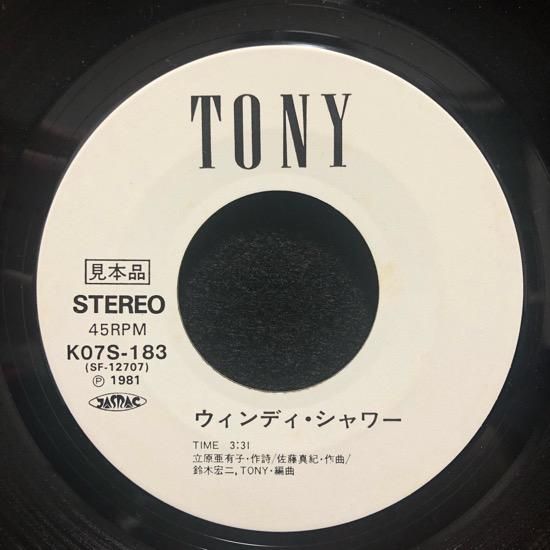 TONY
見本品
STEREO
45RPM
K07S-183
(SF-12707)
Ⓟ 1981
JASRAC
ウィンディ・シャワー
TIME 3:31
立原亜有子・作詩/佐藤真紀・作曲/
鈴木宏二,TONY・編曲